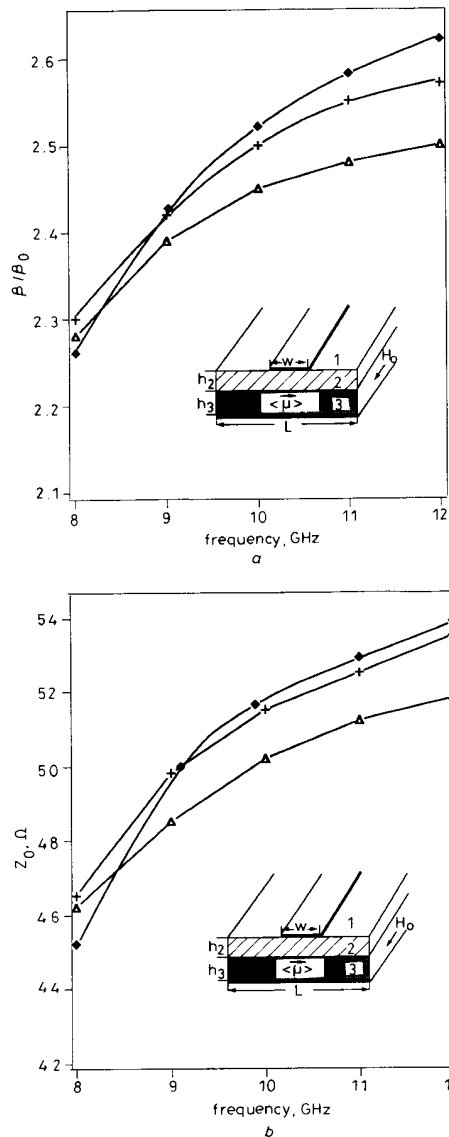 2.6
2.5
2.4
2.3
2.2
2.1
β/β₀
8
9
10
11
12
frequency, GHz
a
W
1
2
3
h₂
h₃
<μ>
L
H₀
54
52
50
48
46
44
42
Z₀, Ω
8
9
10
11
frequency, GHz
b
W
1
2
3
h₂
h₃
<μ>
L
H₀